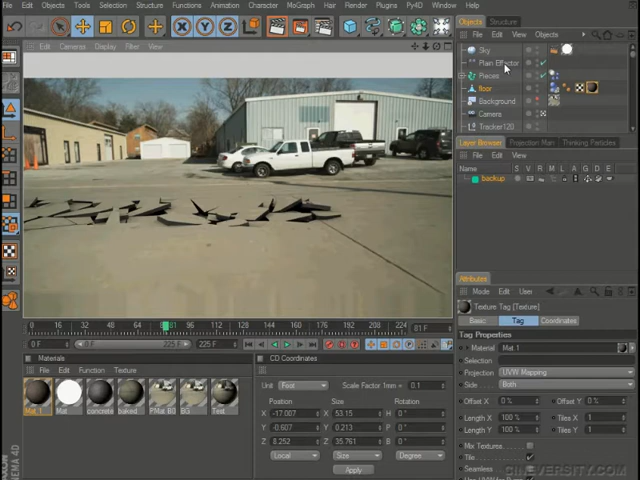 Edit Objects Tools Selection Structure Functions Animation Character MoGraph Hair Render Plugins Py4D Window Help
Edit Cameras Display Filter View
Objects Structure
File Edit View Objects
Sky
Plain Effector
Pieces
floor
Background
Camera
Tracker120
Layer Browser Projection Man Thinking Particles
File Edit View
Name S V R M L A G D E
backup
Attributes
Mode Edit User
Texture Tag [Texture]
Basic Tag Coordinates
Tag Properties
Material Mat.1
Selection
Projection UVW Mapping
Side Both
Offset X 0 % Offset Y 0 %
Length X 100 % Tiles X 1
Length Y 100 % Tiles Y 1
Mix Textures
Tile
Seamless
0 16 32 48 64 81 96 112 128 144 160 176 192 208 224
81 F
0 F 0 F 225 F 225 F
Materials
File Edit Function Texture
Mat.1 Mat concrete baked PMat_BG BG Text
CD Coordinates
Unit Foot Scale Factor 1mm = 0.1
Position Size Rotation
X -17.007 X 53.15 H 0 °
Y -0.607 Y 0.213 P 0 °
Z 8.252 Z 35.761 B 0 °
Local Size Degree
Apply
CINEMA 4D
CINEVERSITY.COM